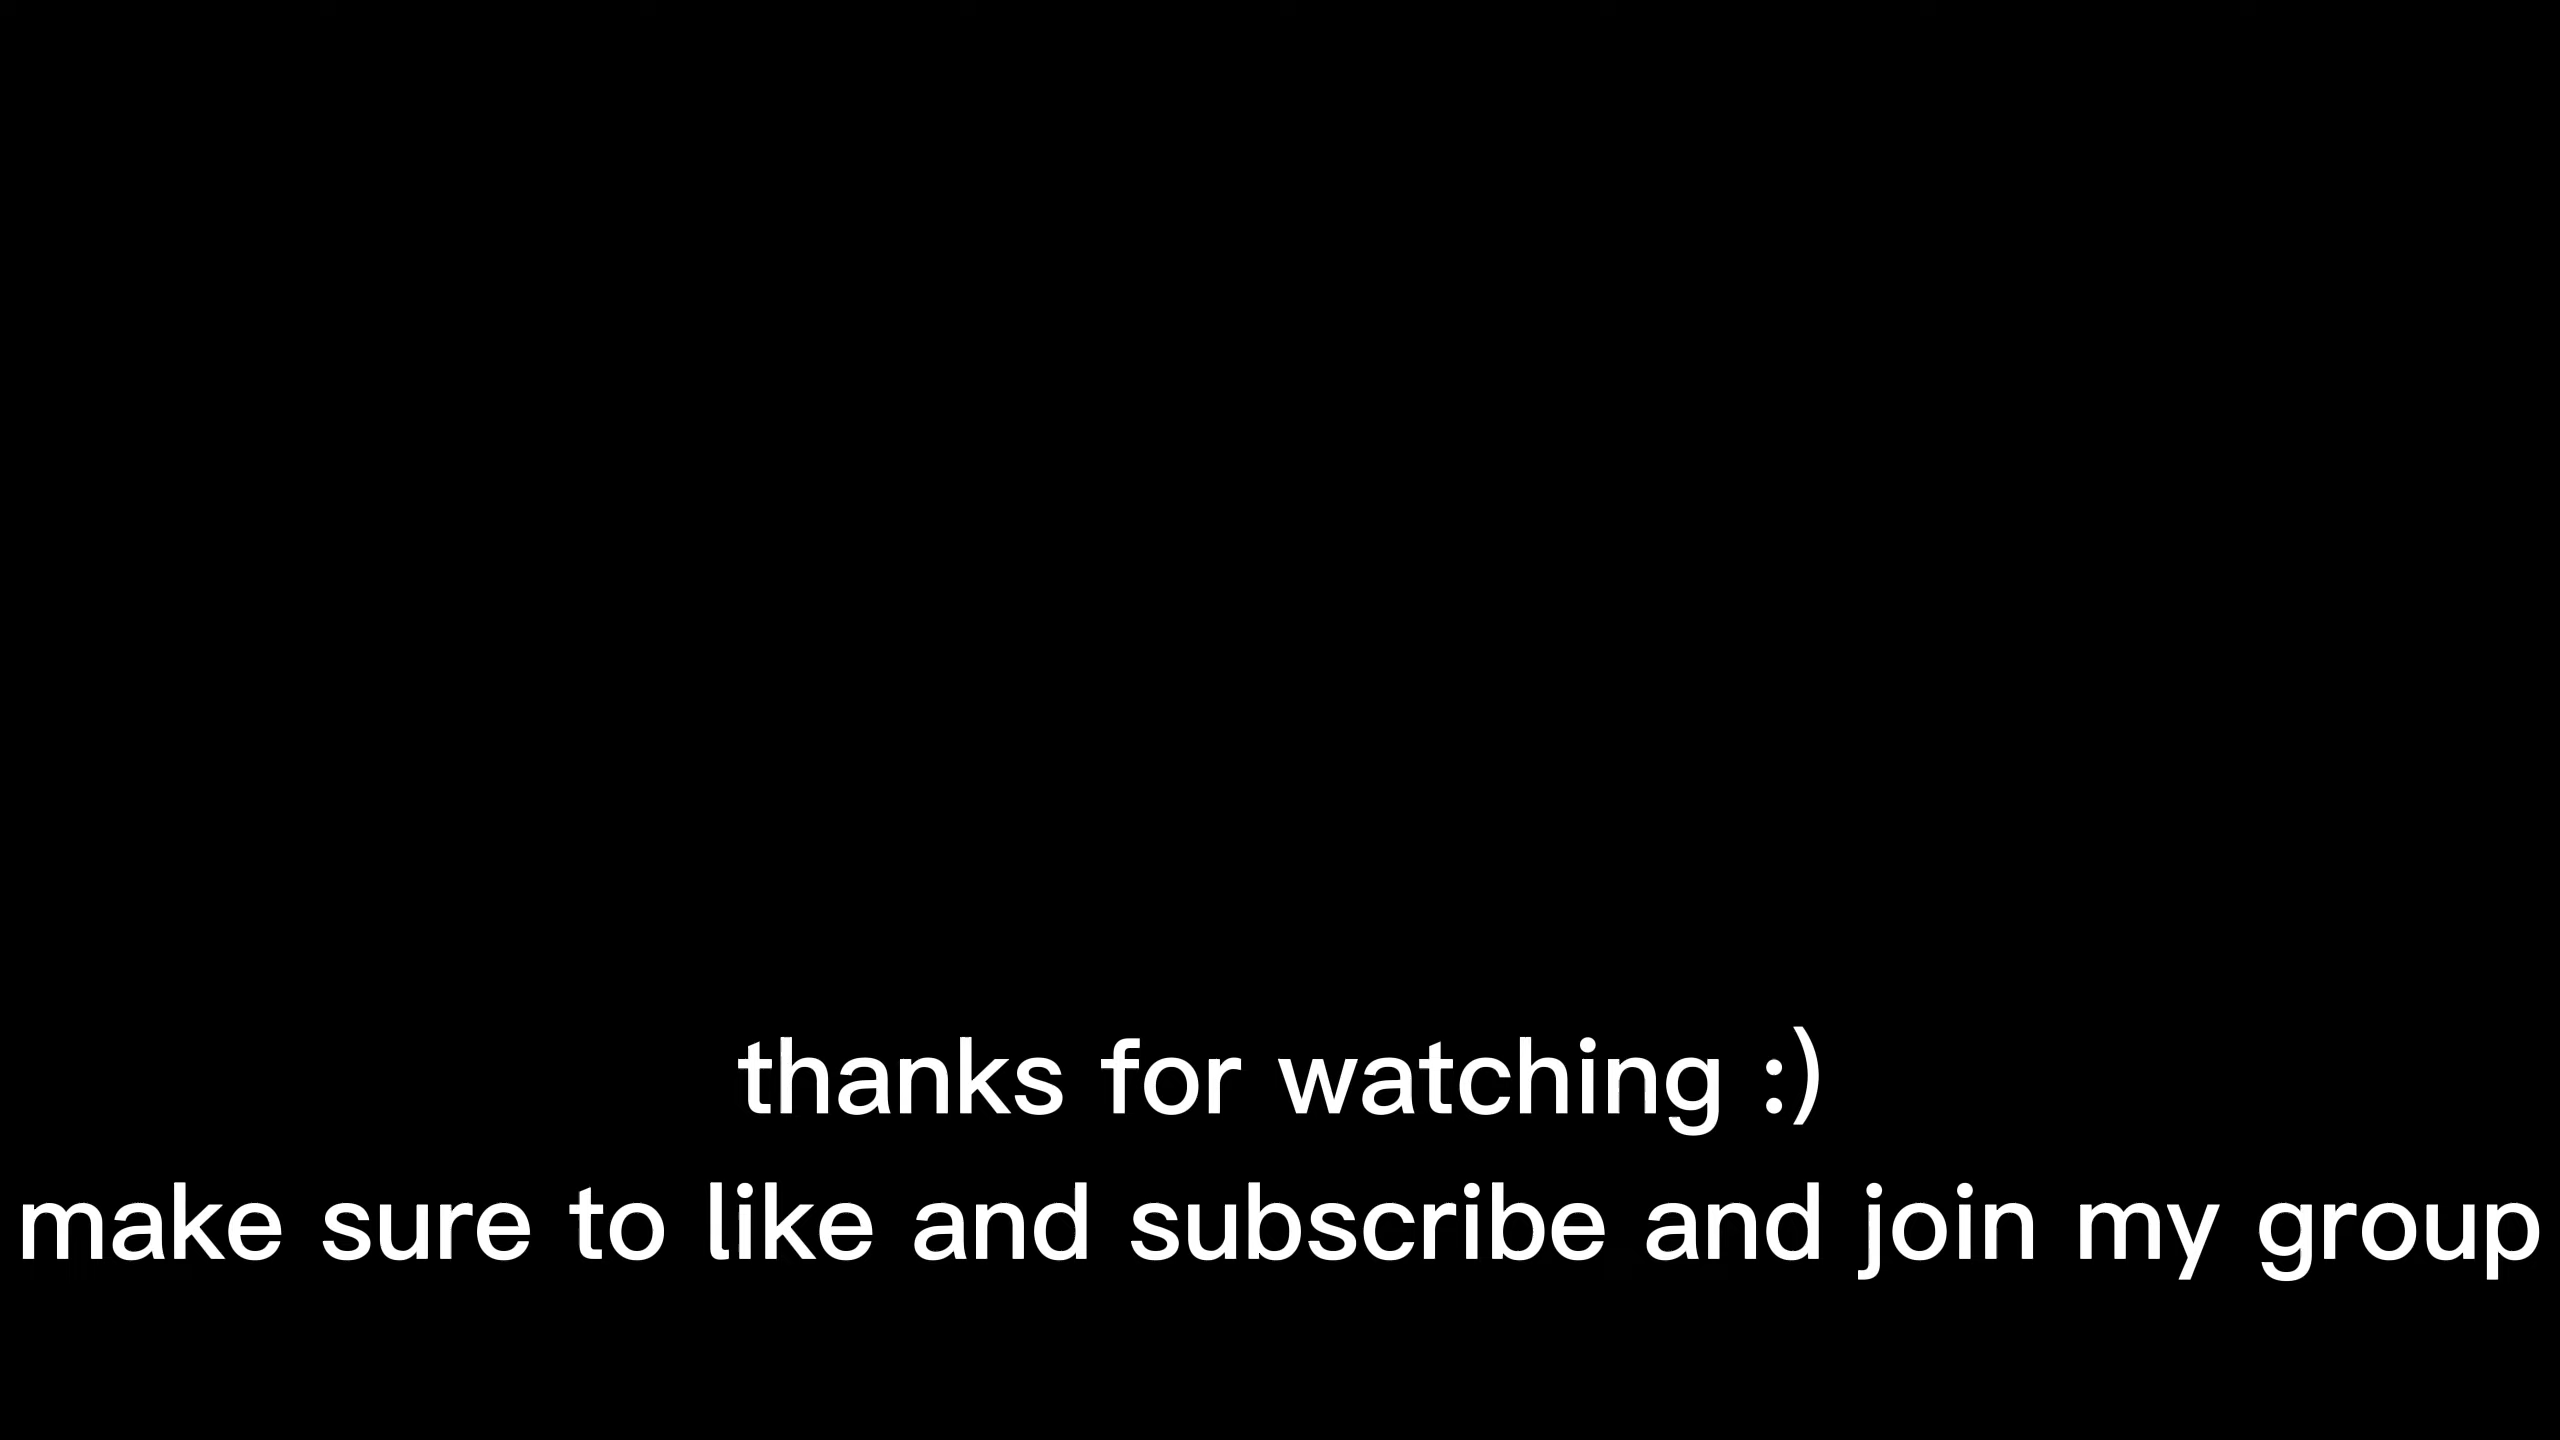 thanks for watching :)
make sure to like and subscribe and join my group